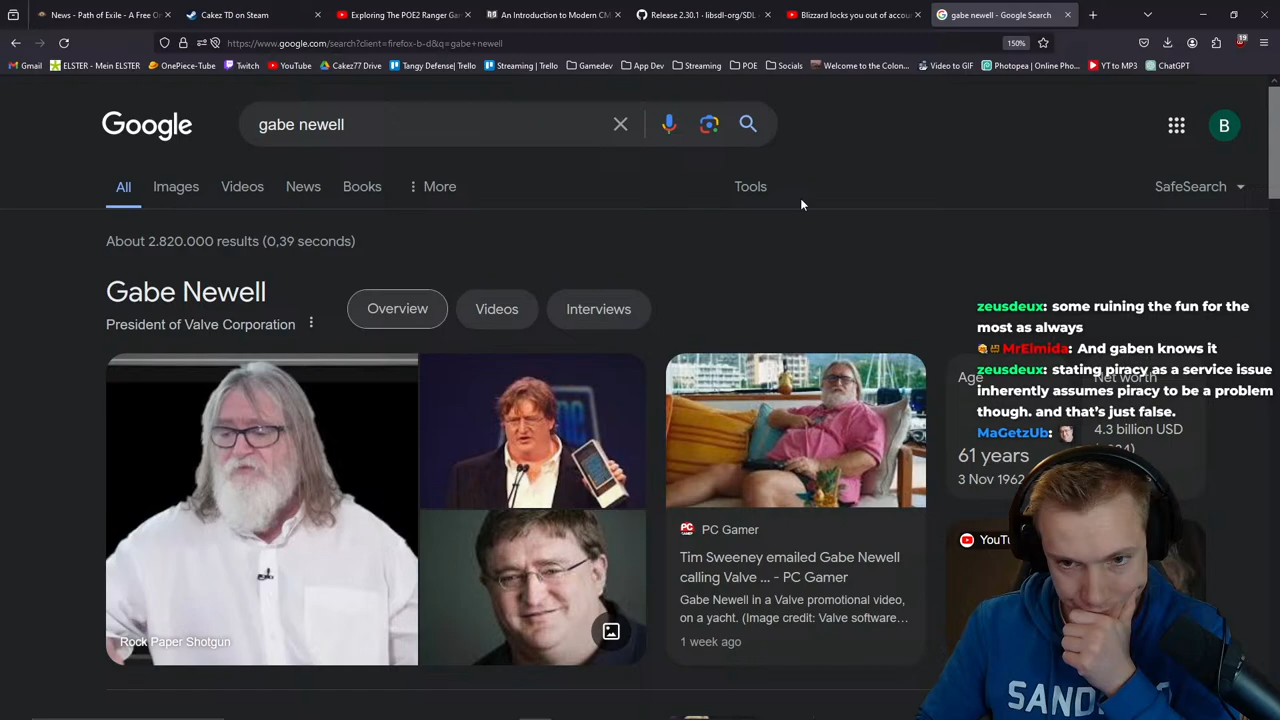 News - Path of Exile - A Free On
Cakez TD on Steam
Exploring The POE2 Ranger Gam
An Introduction to Modern CM
Release 2.30.1 · libsdl-org/SDL
Blizzard locks you out of accou
gabe newell - Google Search
https://www.google.com/search?client=firefox-b-d&q=gabe+newell
150%
19
Gmail
ELSTER - Mein ELSTER
OnePiece-Tube
Twitch
YouTube
Cakez77 Drive
Tangy Defense| Trello
Streaming | Trello
Gamedev
App Dev
Streaming
POE
Socials
Welcome to the Colon...
Video to GIF
Photopea | Online Pho...
YT to MP3
ChatGPT
Google
gabe newell
B
All
Images
Videos
News
Books
More
Tools
SafeSearch
About 2.820.000 results (0,39 seconds)
Gabe Newell
President of Valve Corporation
Overview
Videos
Interviews
zeusdeux: some ruining the fun for the
most as always
MrElmida: And gaben knows it
zeusdeux: stating piracy as a service issue
inherently assumes piracy to be a problem
though. and that's just false.
MaGetzUb:
Age
Net worth
4.3 billion USD
61 years
3 Nov 1962
Rock Paper Shotgun
PC Gamer
Tim Sweeney emailed Gabe Newell
calling Valve ... - PC Gamer
Gabe Newell in a Valve promotional video,
on a yacht. (Image credit: Valve software...
1 week ago
YouTu
SAND